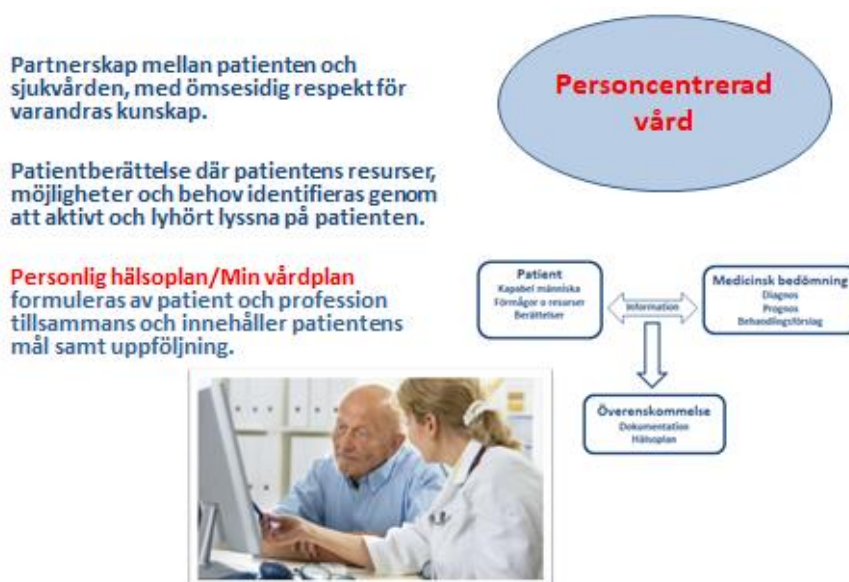 Partnerskap mellan patienten och
sjukvården, med ömsesidig respekt för
varandras kunskap.
Patientberättelse där patientens resurser,
möjligheter och behov identifieras genom
att aktivt och lyhört lyssna på patienten.
Personlig hälsoplan/Min vårdplan
formuleras av patient och profession
tillsammans och innehåller patientens
mål samt uppföljning.
Personcentrerad
vård
Patient
Kapabel människa
Förmågor o resurser
Berättelser
Information
Medicinsk bedömning
Diagnos
Prognos
Behandlingsförslag
Överenskommelse
Dokumentation
Hälsoplan